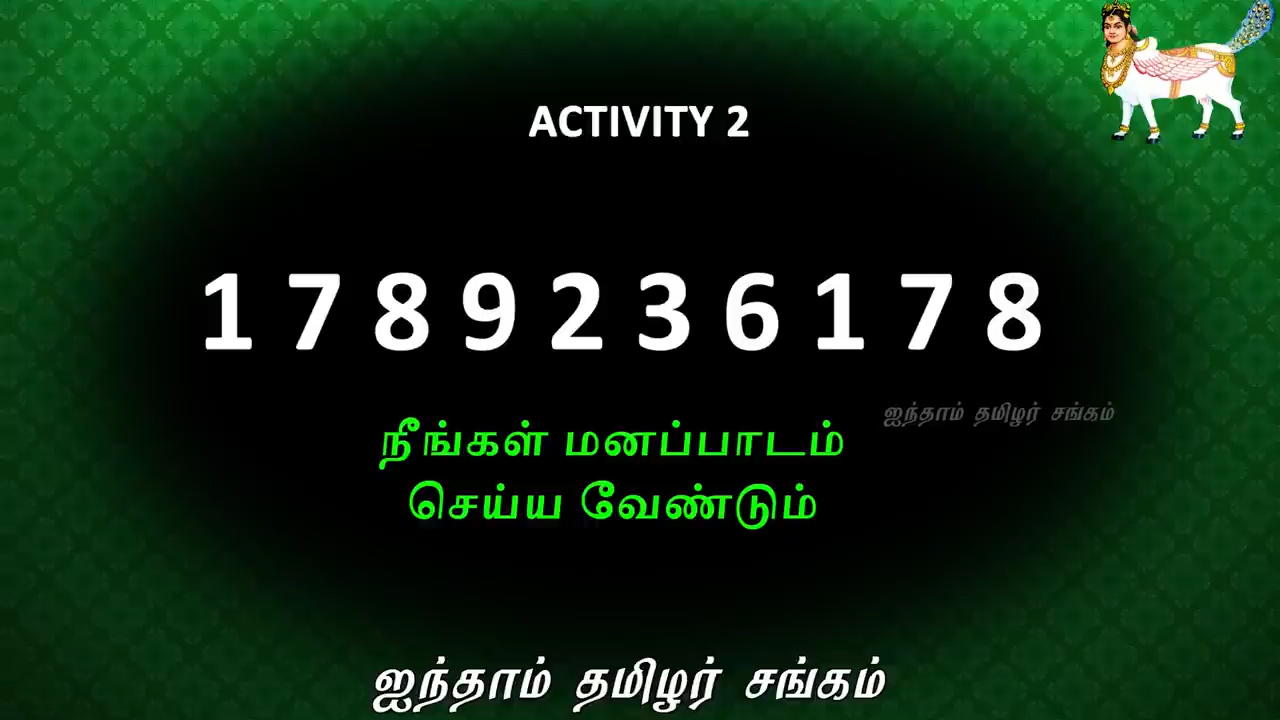 ACTIVITY 2
1 7 8 9 2 3 6 1 7 8
ஐந்தாம் தமிழர் சங்கம்
நீங்கள் மனப்பாடம்
செய்ய வேண்டும்
ஐந்தாம் தமிழர் சங்கம்